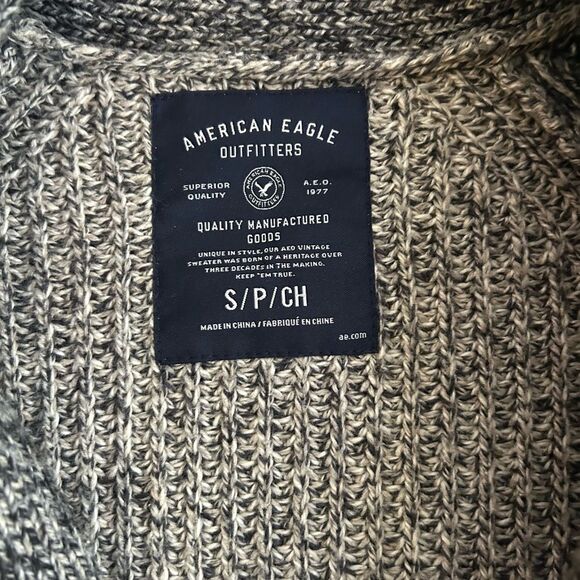 AMERICAN EAGLE
OUTFITTERS
SUPERIOR
QUALITY
AMERICAN EAGLE
OUTFITTERS
A.E.O.
1977
QUALITY MANUFACTURED
GOODS
UNIQUE IN STYLE, OUR AEO VINTAGE
SWEATER WAS BORN OF A HERITAGE OVER
THREE DECADES IN THE MAKING.
KEEP 'EM TRUE.
S/P/CH
MADE IN CHINA / FABRIQUÉ EN CHINE
ae.com